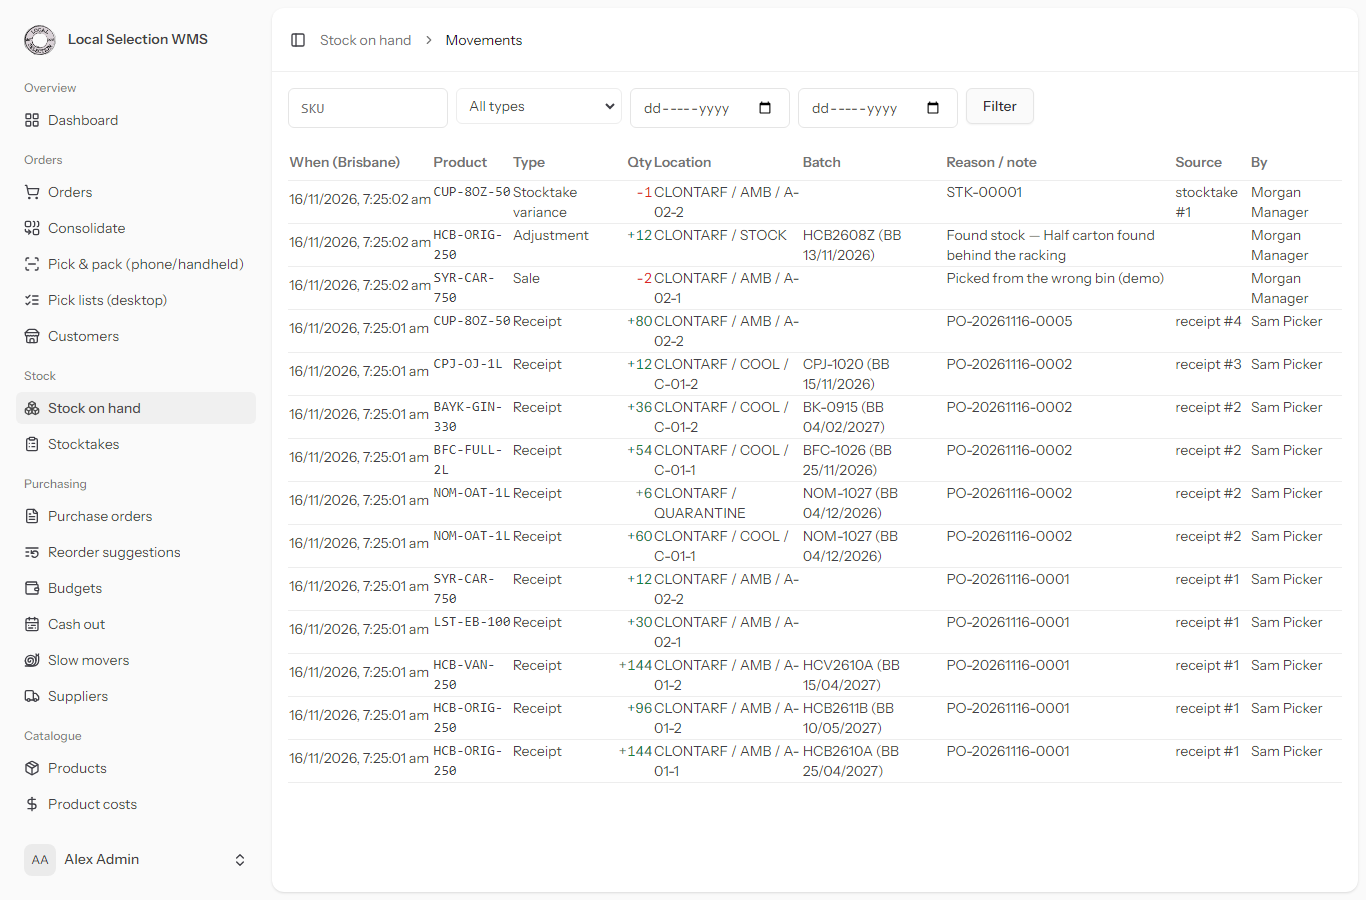 Local Selection WMS
Overview
Dashboard
Orders
Orders
Consolidate
Pick & pack (phone/handheld)
Pick lists (desktop)
Customers
Stock
Stock on hand
Stocktakes
Purchasing
Purchase orders
Reorder suggestions
Budgets
Cash out
Slow movers
Suppliers
Catalogue
Products
Product costs
AA Alex Admin
Stock on hand > Movements
SKU All types dd-----yyyy dd-----yyyy Filter
When (Brisbane) Product Type Qty Location Batch Reason / note Source By
16/11/2026, 7:25:02 am CUP-8OZ-50 Stocktake -1 CLONTARF / AMB / A- STK-00001 stocktake Morgan
variance 02-2 #1 Manager
16/11/2026, 7:25:02 am HCB-ORIG- Adjustment +12 CLONTARF / STOCK HCB2608Z (BB Found stock — Half carton found Morgan
250 13/11/2026) behind the racking Manager
16/11/2026, 7:25:02 am SYR-CAR- Sale -2 CLONTARF / AMB / A- Picked from the wrong bin (demo) Morgan
750 02-1 Manager
16/11/2026, 7:25:01 am CUP-8OZ-50 Receipt +80 CLONTARF / AMB / A- PO-20261116-0005 receipt #4 Sam Picker
02-2
16/11/2026, 7:25:01 am CPJ-OJ-1L Receipt +12 CLONTARF / COOL / CPJ-1020 (BB PO-20261116-0002 receipt #3 Sam Picker
C-01-2 15/11/2026)
16/11/2026, 7:25:01 am BAYK-GIN- Receipt +36 CLONTARF / COOL / BK-0915 (BB PO-20261116-0002 receipt #2 Sam Picker
330 C-01-2 04/02/2027)
16/11/2026, 7:25:01 am BFC-FULL- Receipt +54 CLONTARF / COOL / BFC-1026 (BB PO-20261116-0002 receipt #2 Sam Picker
2L C-01-1 25/11/2026)
16/11/2026, 7:25:01 am NOM-OAT-1L Receipt +6 CLONTARF / NOM-1027 (BB PO-20261116-0002 receipt #2 Sam Picker
QUARANTINE 04/12/2026)
16/11/2026, 7:25:01 am NOM-OAT-1L Receipt +60 CLONTARF / COOL / NOM-1027 (BB PO-20261116-0002 receipt #2 Sam Picker
C-01-1 04/12/2026)
16/11/2026, 7:25:01 am SYR-CAR- Receipt +12 CLONTARF / AMB / A- PO-20261116-0001 receipt #1 Sam Picker
750 02-2
16/11/2026, 7:25:01 am LST-EB-100 Receipt +30 CLONTARF / AMB / A- PO-20261116-0001 receipt #1 Sam Picker
02-1
16/11/2026, 7:25:01 am HCB-VAN- Receipt +144 CLONTARF / AMB / A- HCV2610A (BB PO-20261116-0001 receipt #1 Sam Picker
250 01-2 15/04/2027)
16/11/2026, 7:25:01 am HCB-ORIG- Receipt +96 CLONTARF / AMB / A- HCB2611B (BB PO-20261116-0001 receipt #1 Sam Picker
250 01-2 10/05/2027)
16/11/2026, 7:25:01 am HCB-ORIG- Receipt +144 CLONTARF / AMB / A- HCB2610A (BB PO-20261116-0001 receipt #1 Sam Picker
250 01-1 25/04/2027)